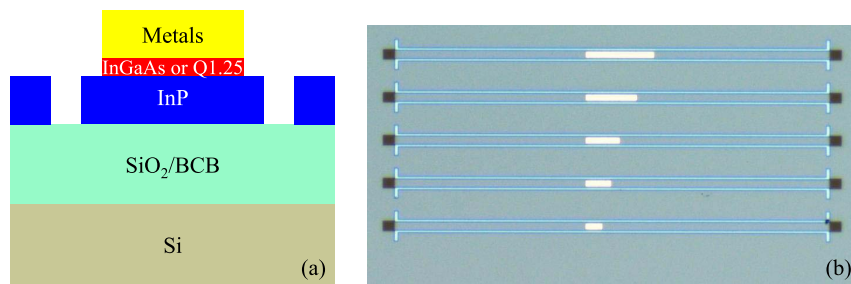 Metals
InGaAs or Q1.25
InP
SiO₂/BCB
Si
(a)
(b)